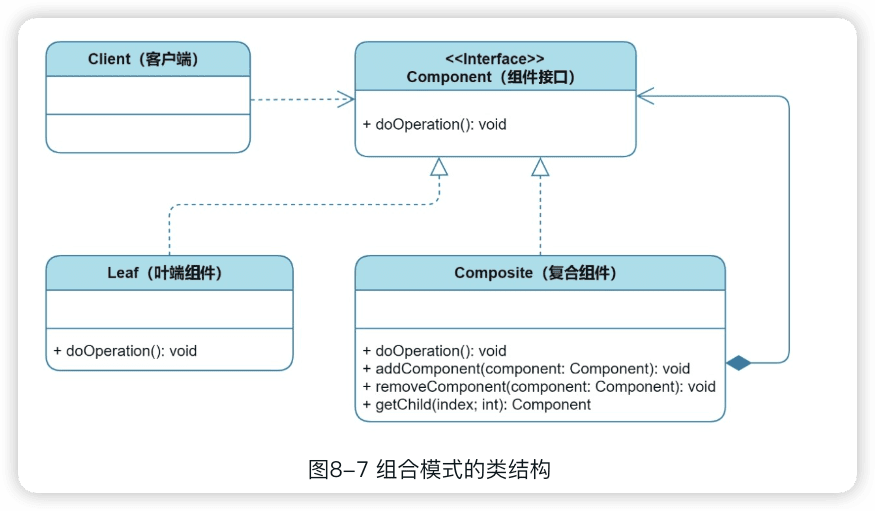 Client（客户端）
<<Interface>>
Component（组件接口）
+ doOperation(): void
Leaf（叶端组件）
+ doOperation(): void
Composite（复合组件）
+ doOperation(): void
+ addComponent(component: Component): void
+ removeComponent(component: Component): void
+ getChild(index; int): Component
图8–7 组合模式的类结构